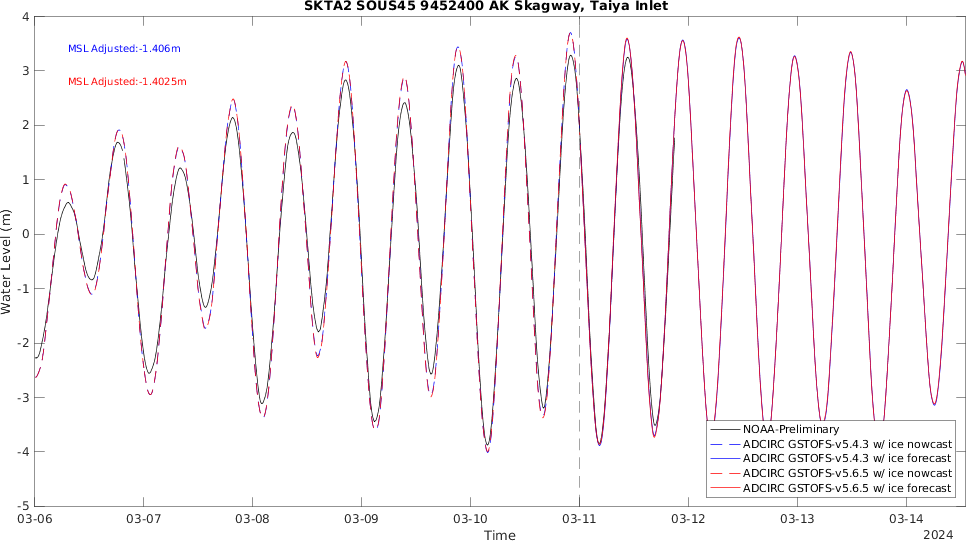 SKTA2 SOUS45 9452400 AK Skagway, Taiya Inlet
MSL Adjusted:-1.406m
MSL Adjusted:-1.4025m
Water Level (m)
4
3
2
1
0
-1
-2
-3
-4
-5
NOAA-Preliminary
ADCIRC GSTOFS-v5.4.3 w/ ice nowcast
ADCIRC GSTOFS-v5.4.3 w/ ice forecast
ADCIRC GSTOFS-v5.6.5 w/ ice nowcast
ADCIRC GSTOFS-v5.6.5 w/ ice forecast
03-06 03-07 03-08 03-09 03-10 03-11 03-12 03-13 03-14
Time
2024